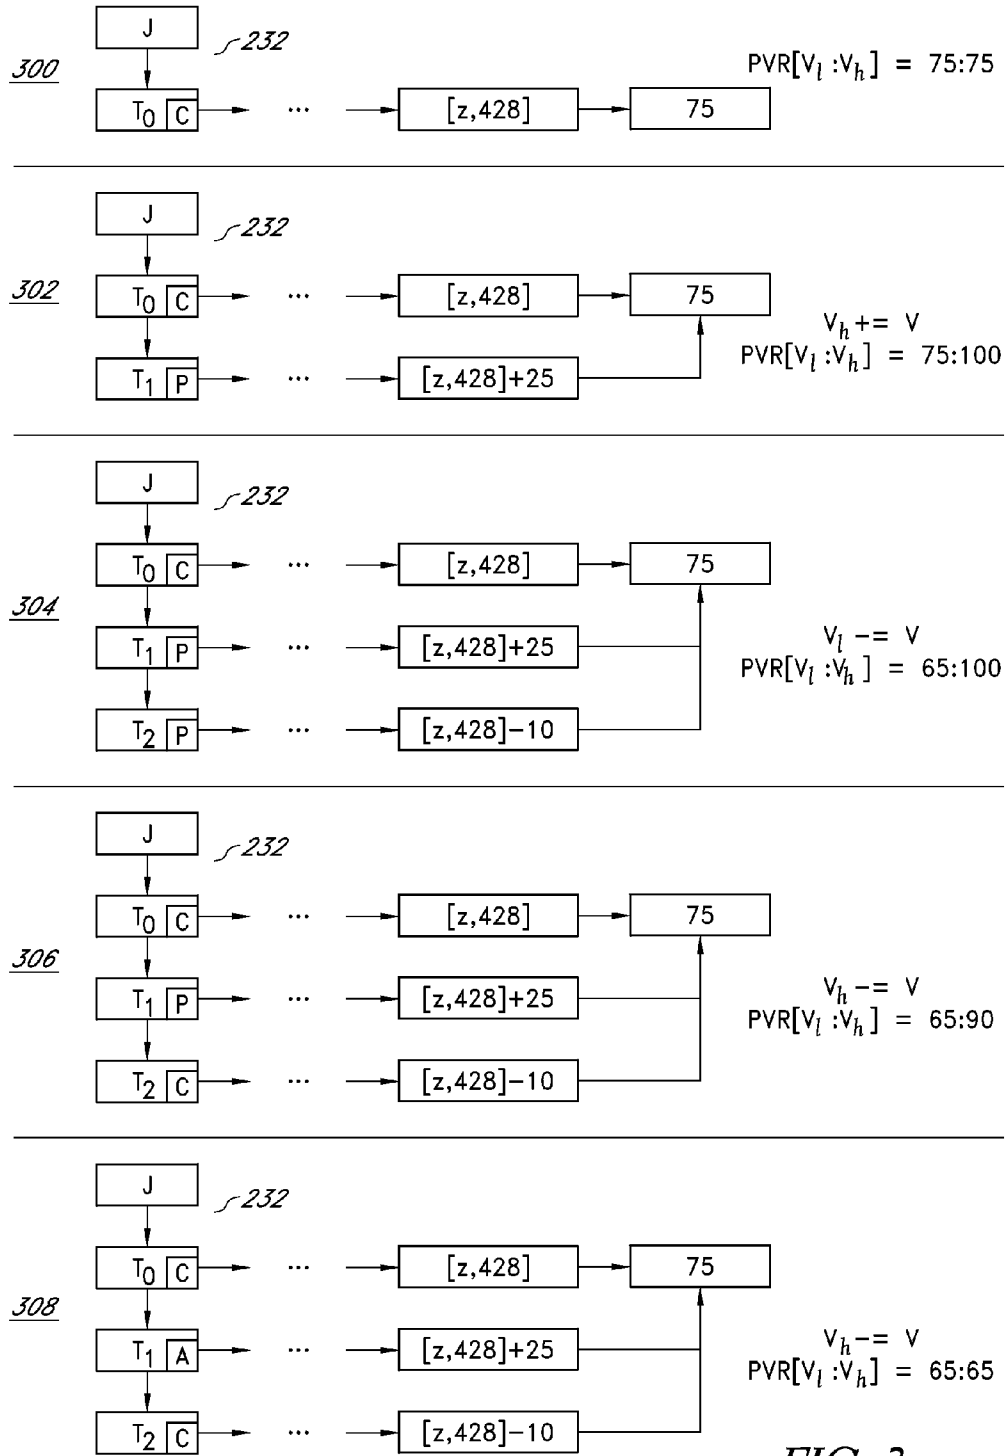 J
232
300
PVR[Vl :Vh] = 75:75
T0 C ... [z,428] 75
J
232
302
T0 C ... [z,428] 75
Vh += V
PVR[Vl :Vh] = 75:100
T1 P ... [z,428]+25
J
232
T0 C ... [z,428] 75
304
T1 P ... [z,428]+25
Vl -= V
PVR[Vl :Vh] = 65:100
T2 P ... [z,428]-10
J
232
T0 C ... [z,428] 75
306
T1 P ... [z,428]+25
Vh -= V
PVR[Vl :Vh] = 65:90
T2 C ... [z,428]-10
J
232
T0 C ... [z,428] 75
308
T1 A ... [z,428]+25
Vh -= V
PVR[Vl :Vh] = 65:65
T2 C ... [z,428]-10